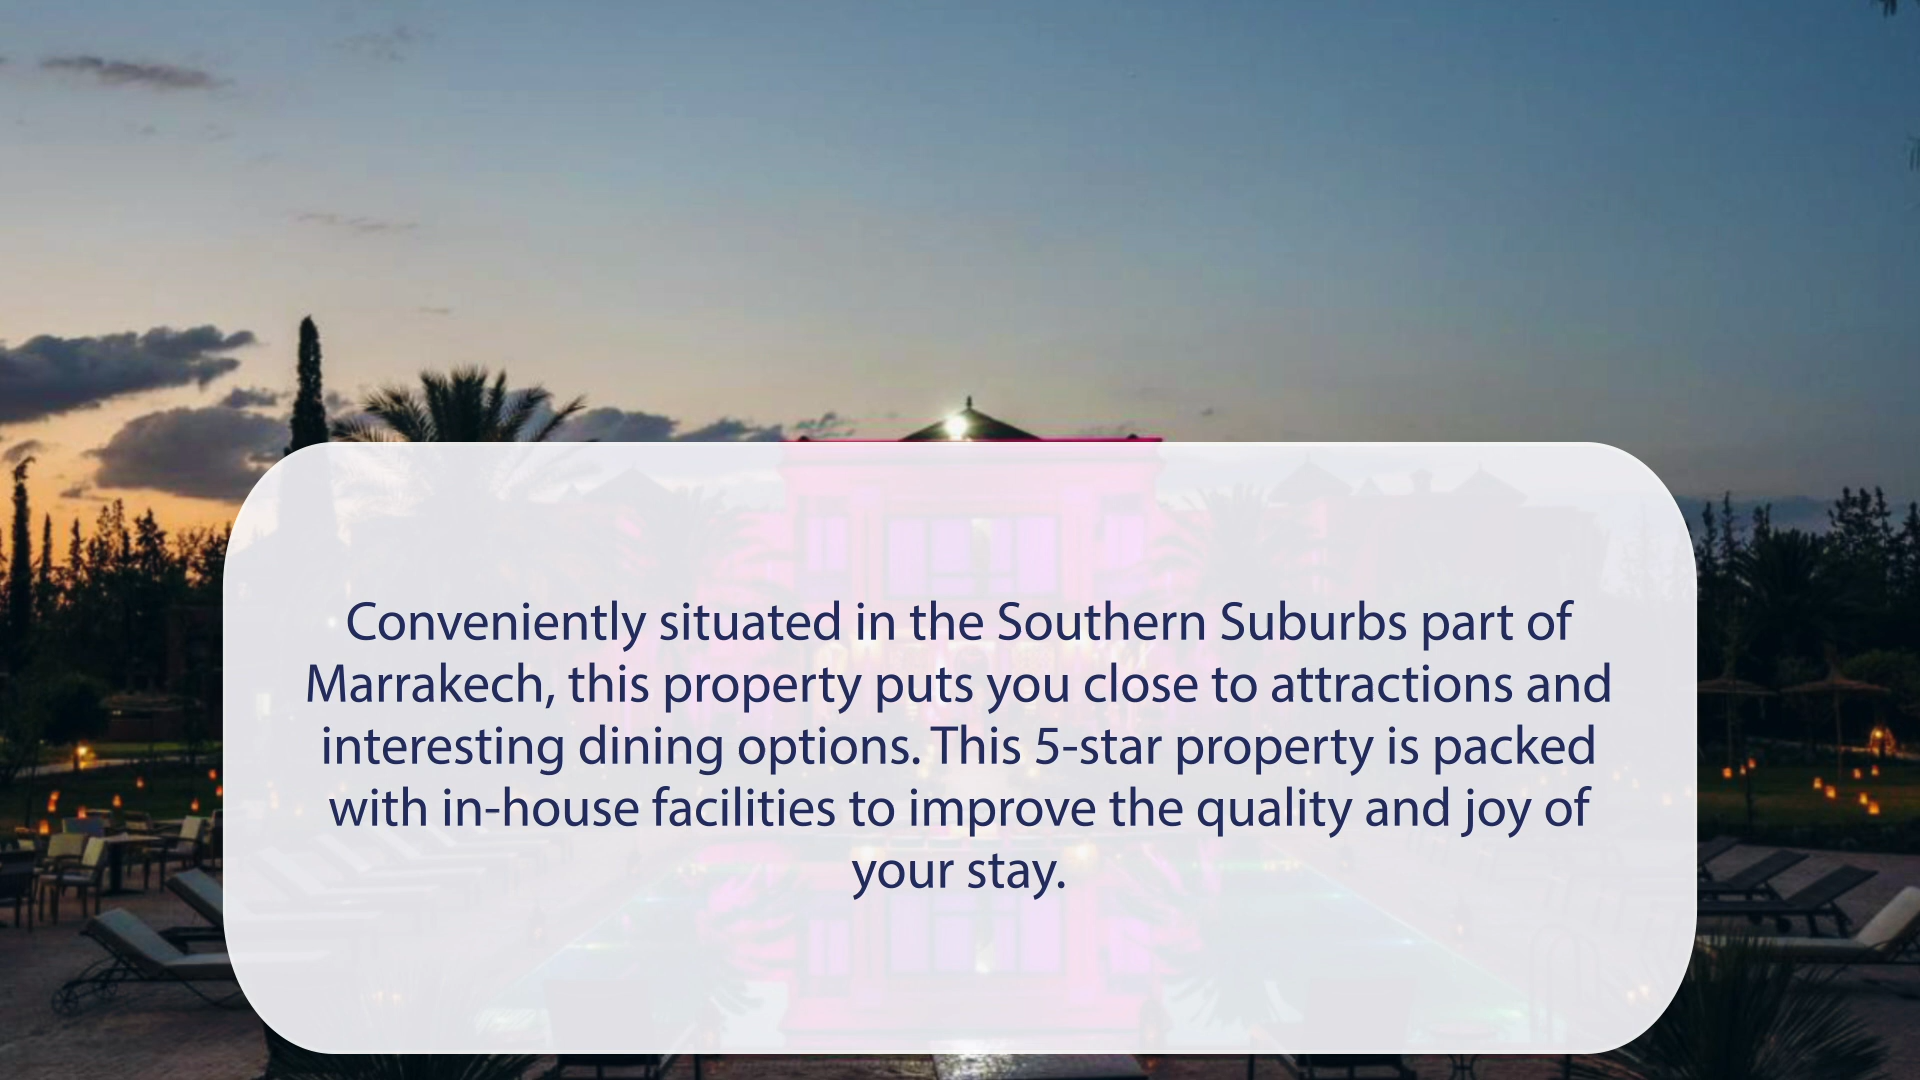 Conveniently situated in the Southern Suburbs part of
Marrakech, this property puts you close to attractions and
interesting dining options. This 5-star property is packed
with in-house facilities to improve the quality and joy of
your stay.